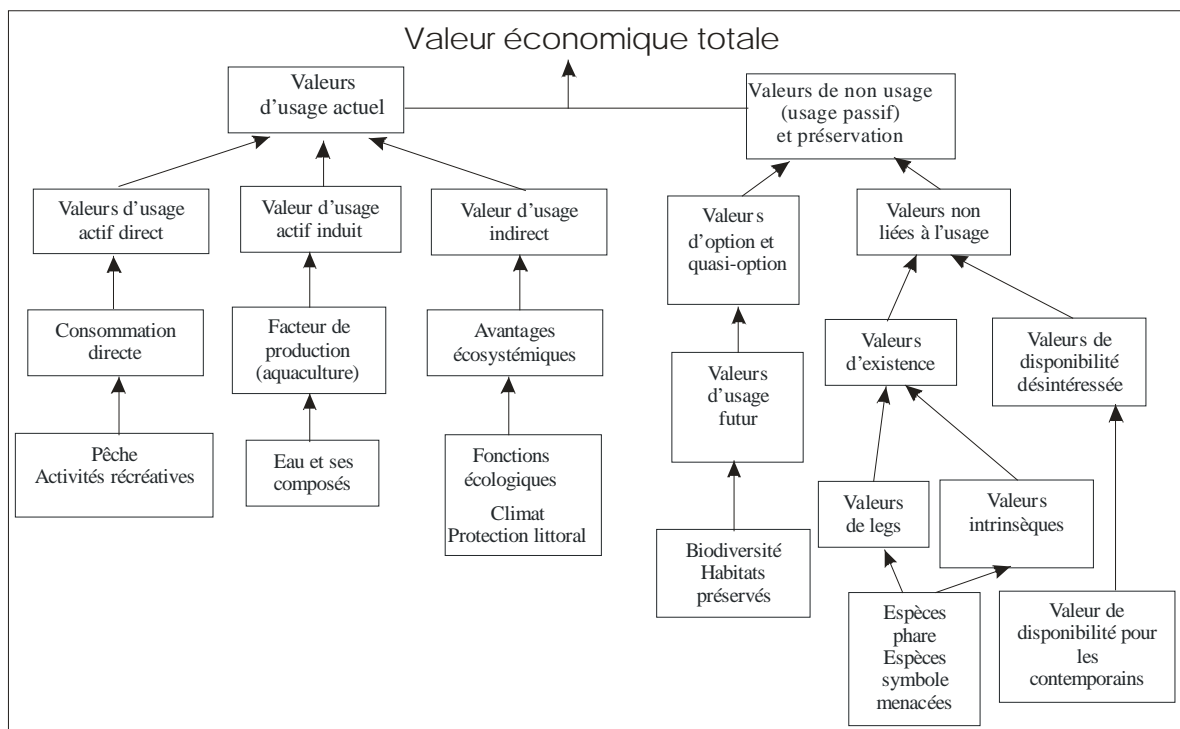 Valeur économique totale
Valeurs
d'usage actuel
Valeurs de non usage
(usage passif)
et préservation
Valeurs d'usage
actif direct
Valeur d'usage
actif induit
Valeur d'usage
indirect
Valeurs
d'option et
quasi-option
Valeurs non
liées à l'usage
Consommation
directe
Facteur de
production
(aquaculture)
Avantages
écosystémiques
Valeurs
d'usage
futur
Valeurs
d'existence
Valeurs de
disponibilité
désintéressée
Pêche
Activités récréatives
Eau et ses
composés
Fonctions
écologiques
Climat
Protection littoral
Biodiversité
Habitats
préservés
Valeurs
de legs
Valeurs
intrinsèques
Espèces
phare
Espèces
symbole
menacées
Valeur de
disponibilité pour
les
contemporains